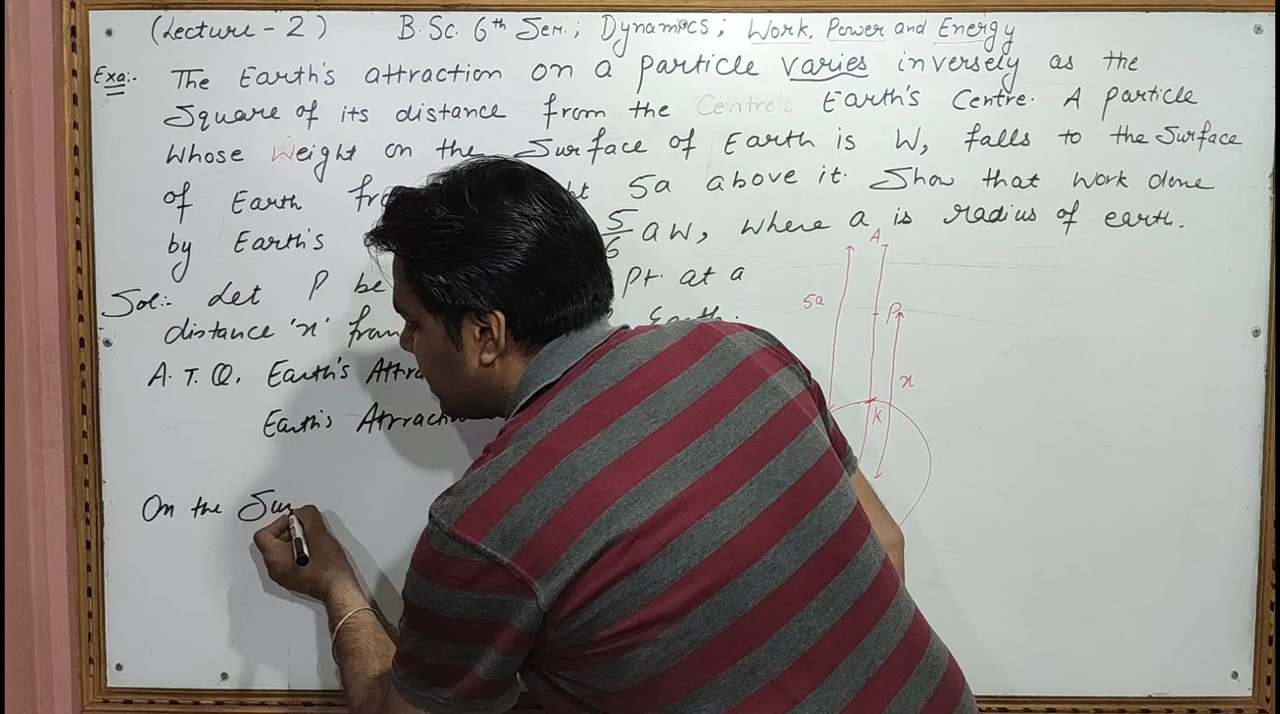 (Lecture - 2) B.Sc. 6th Sem.; Dynamics; Work, Power and Energy
Exa:- The Earth's attraction on a particle varies inversely as the
Square of its distance from the Centre's Earth's Centre. A particle
Whose Weight on the Surface of Earth is W, falls to the Surface
of Earth 5a above it. Show that Work done
by Earth's 5/6 aW, Where a is radius of earth.
Sol:- Let P be pt. at a
distance 'x' from Earth.
A. T. Q. Earth's
Earth's
On the
A
5a
P
x
K